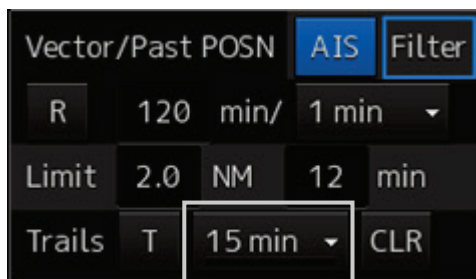 Vector/Past POSN AIS Filter
R 120 min/ 1 min
Limit 2.0 NM 12 min
Trails T 15 min CLR